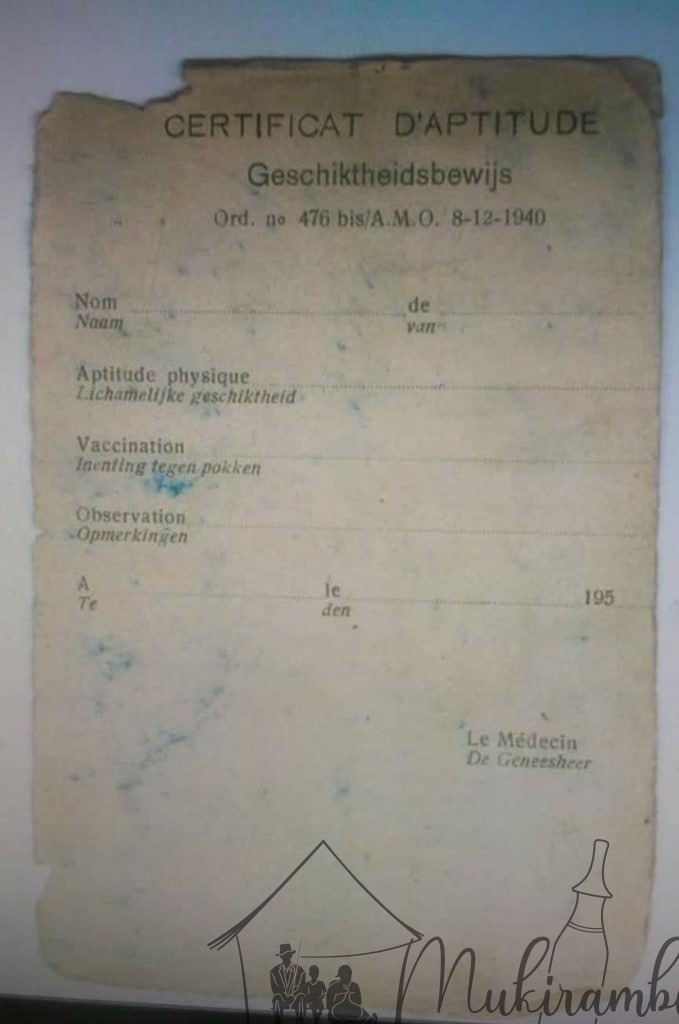 CERTIFICAT D'APTITUDE
Geschiktheidsbewijs
Ord. no 476 bis/A.M.O. 8-12-1940
Nom de
Naam van
Aptitude physique
Lichamelijke geschiktheid
Vaccination
Inenting tegen pokken
Observation
Opmerkingen
A le 195
Te den
Le Médecin
De Geneesheer